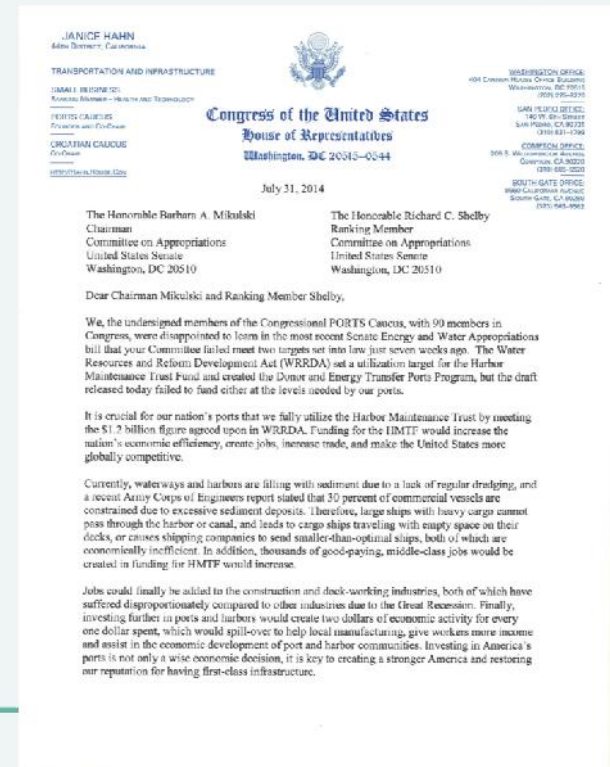 JANICE HAHN
44TH DISTRICT, CALIFORNIA
TRANSPORTATION AND INFRASTRUCTURE
SMALL BUSINESS
RANKING MEMBER – HEALTH AND TECHNOLOGY
PORTS CAUCUS
FOUNDER AND CO-CHAIR
CROATIAN CAUCUS
CO-CHAIR
Congress of the United States
House of Representatives
Washington, DC 20515–0544
WASHINGTON OFFICE:
SAN PEDRO OFFICE:
COMPTON OFFICE:
SOUTH GATE OFFICE:
July 31, 2014
The Honorable Barbara A. Mikulski
Chairman
Committee on Appropriations
United States Senate
Washington, DC 20510
The Honorable Richard C. Shelby
Ranking Member
Committee on Appropriations
United States Senate
Washington, DC 20510
Dear Chairman Mikulski and Ranking Member Shelby,
We, the undersigned members of the Congressional PORTS Caucus, with 90 members in
Congress, were disappointed to learn in the most recent Senate Energy and Water Appropriations
bill that your Committee failed meet two targets set into law just seven weeks ago. The Water
Resources and Reform Development Act (WRRDA) set a utilization target for the Harbor
Maintenance Trust Fund and created the Donor and Energy Transfer Ports Program, but the draft
released today failed to fund either at the levels needed by our ports.
It is crucial for our nation's ports that we fully utilize the Harbor Maintenance Trust by meeting
the $1.2 billion figure agreed upon in WRRDA. Funding for the HMTF would increase the
nation's economic efficiency, create jobs, increase trade, and make the United States more
globally competitive.
Currently, waterways and harbors are filling with sediment due to a lack of regular dredging, and
a recent Army Corps of Engineers report stated that 30 percent of commercial vessels are
constrained due to excessive sediment deposits. Therefore, large ships with heavy cargo cannot
pass through the harbor or canal, and leads to cargo ships traveling with empty space on their
decks, or causes shipping companies to send smaller-than-optimal ships, both of which are
economically inefficient. In addition, thousands of good-paying, middle-class jobs would be
created in funding for HMTF would increase.
Jobs could finally be added to the construction and dock-working industries, both of which have
suffered disproportionately compared to other industries due to the Great Recession. Finally,
investing further in ports and harbors would create two dollars of economic activity for every
one dollar spent, which would spill-over to help local manufacturing, give workers more income
and assist in the economic development of port and harbor communities. Investing in America's
ports is not only a wise economic decision, it is key to creating a stronger America and restoring
our reputation for having first-class infrastructure.